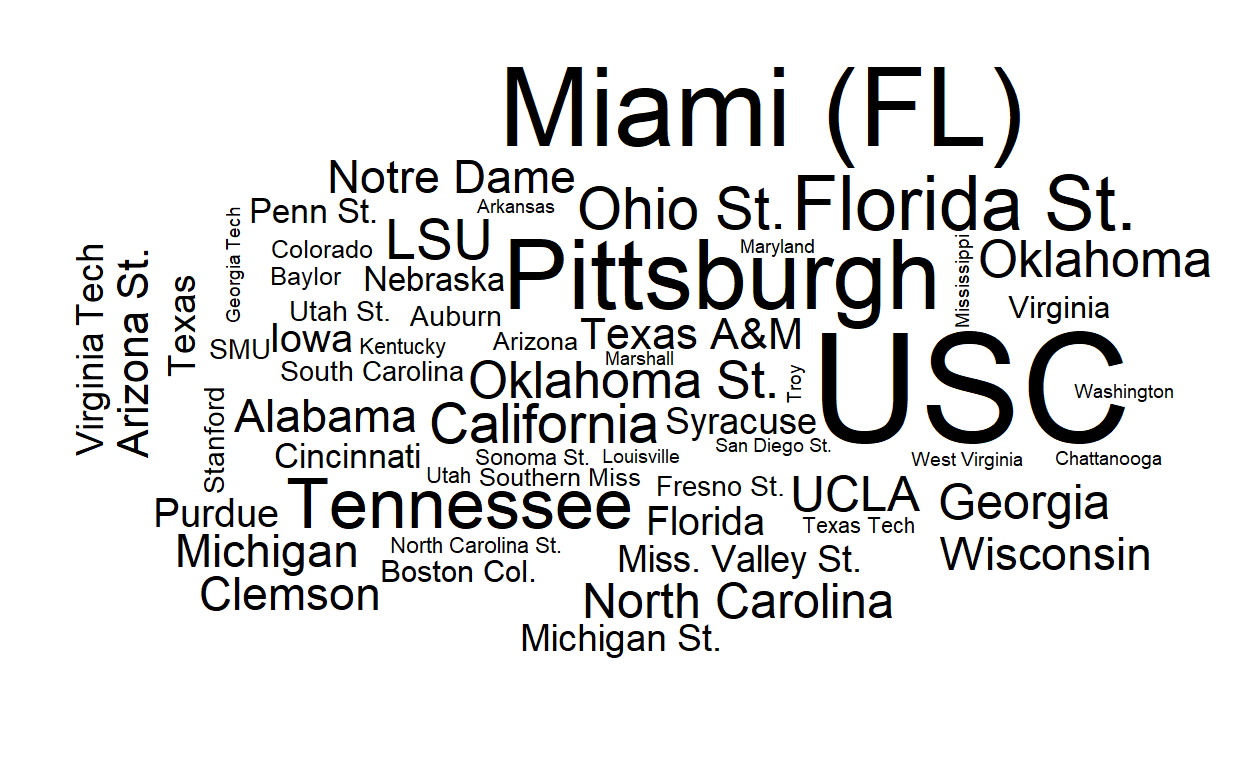 Miami (FL)
Notre Dame
Penn St.
Arkansas
Ohio St.
Florida St.
Georgia Tech
Colorado
LSU
Pittsburgh
Maryland
Mississippi
Oklahoma
Virginia Tech
Arizona St.
Texas
Baylor
Nebraska
Utah St.
Auburn
Virginia
SMU
Iowa
Kentucky
Arizona
Texas A&M
Marshall
USC
South Carolina
Oklahoma St.
Troy
Washington
Stanford
Alabama
California
Syracuse
San Diego St.
Cincinnati
Sonoma St.
Louisville
West Virginia
Chattanooga
Utah
Southern Miss
Fresno St.
UCLA
Georgia
Purdue
Tennessee
Florida
Texas Tech
Michigan
North Carolina St.
Miss. Valley St.
Wisconsin
Boston Col.
Clemson
North Carolina
Michigan St.